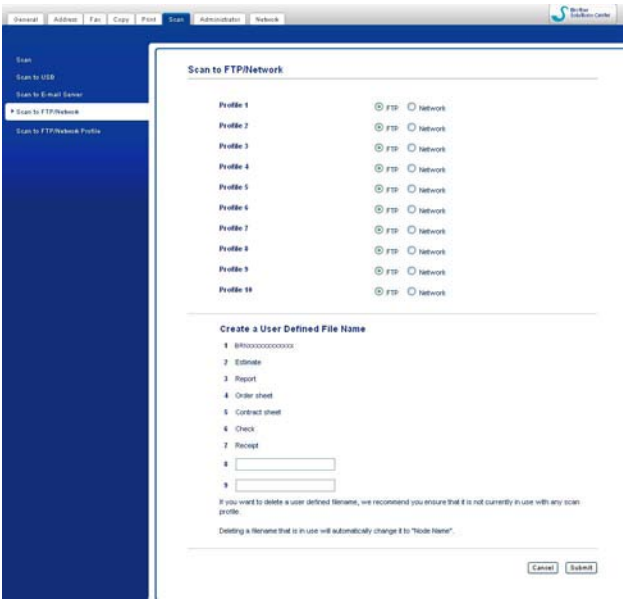 General Address Fax Copy Print Scan Administrator Network
Brother
Solutions Center
Scan
Scan to USB
Scan to E-mail Server
Scan to FTP/Network
Scan to FTP/Network Profile
Scan to FTP/Network
Profile 1 FTP Network
Profile 2 FTP Network
Profile 3 FTP Network
Profile 4 FTP Network
Profile 5 FTP Network
Profile 6 FTP Network
Profile 7 FTP Network
Profile 8 FTP Network
Profile 9 FTP Network
Profile 10 FTP Network
Create a User Defined File Name
1 BRNxxxxxxxxxxxx
2 Estimate
3 Report
4 Order sheet
5 Contract sheet
6 Check
7 Receipt
8
9
If you want to delete a user defined filename, we recommend you ensure that it is not currently in use with any scan
profile.
Deleting a filename that is in use will automatically change it to "Node Name".
Cancel Submit